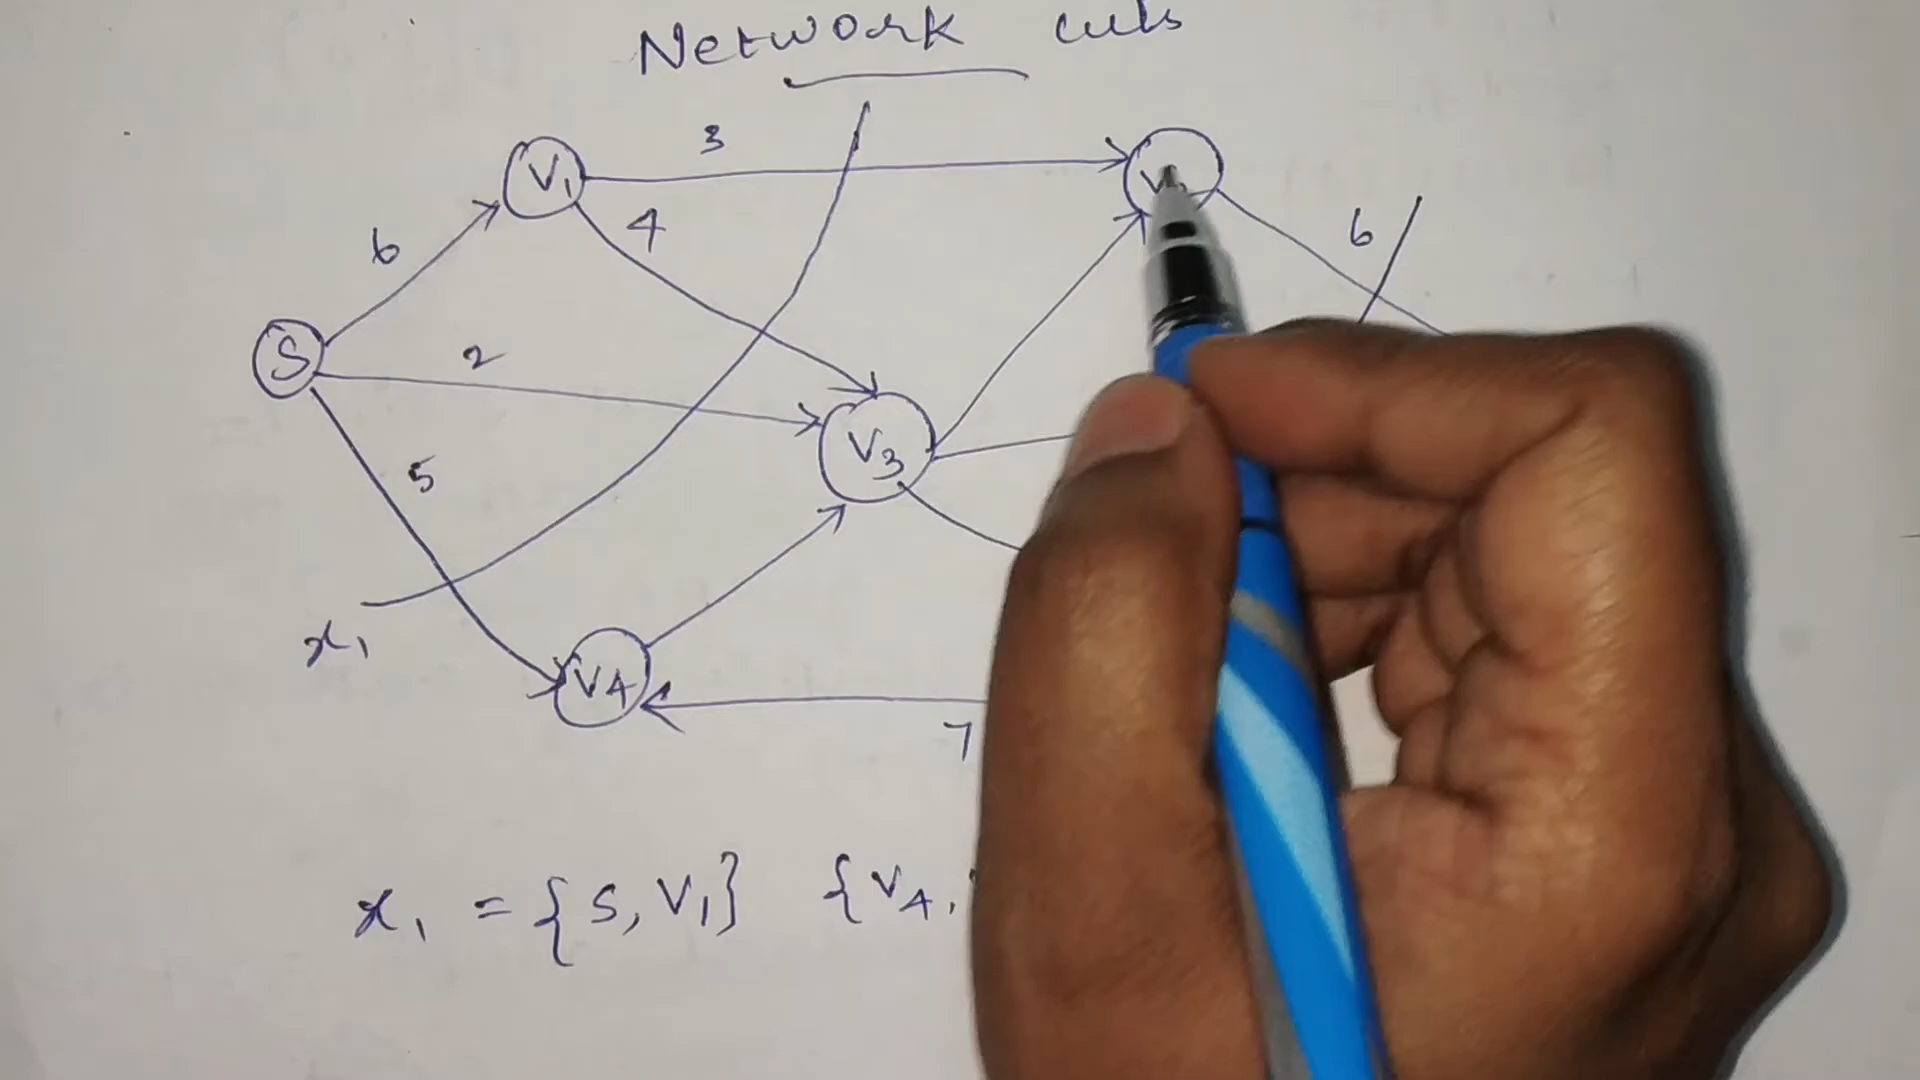 Network cuts
3
V1
4
6
6
S
2
V3
5
x1
V4
7
x1 = {S, V1} {V4,